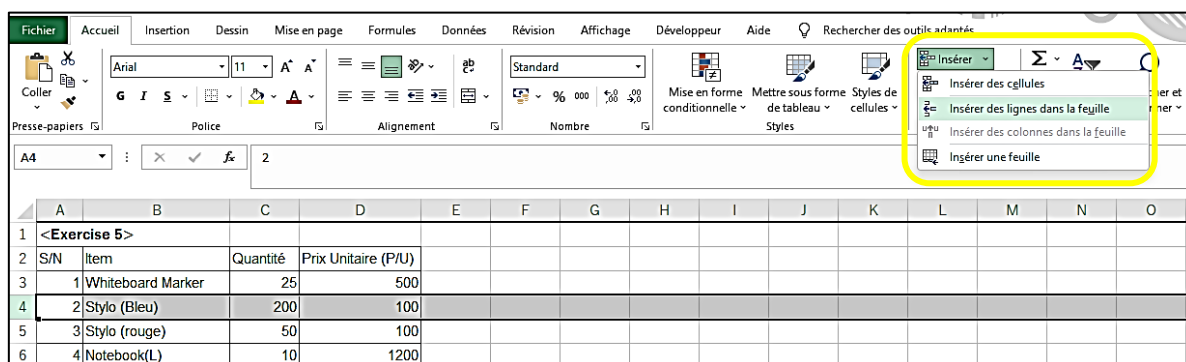 Fichier Accueil Insertion Dessin Mise en page Formules Données Révision Affichage Développeur Aide Rechercher des outils adaptés
Coller
Presse-papiers
Arial 11 A A
G I S A
Police
ab
Alignement
Standard
% 000 ,00
Nombre
Mise en forme conditionnelle
Mettre sous forme de tableau
Styles de cellules
Styles
Insérer
Insérer des cellules
Insérer des lignes dans la feuille
Insérer des colonnes dans la feuille
Insérer une feuille
Σ A
A4 fx 2
A B C D E F G H I J K L M N O
1 <Exercise 5>
2 S/N Item Quantité Prix Unitaire (P/U)
3 1 Whiteboard Marker 25 500
4 2 Stylo (Bleu) 200 100
5 3 Stylo (rouge) 50 100
6 4 Notebook(L) 10 1200